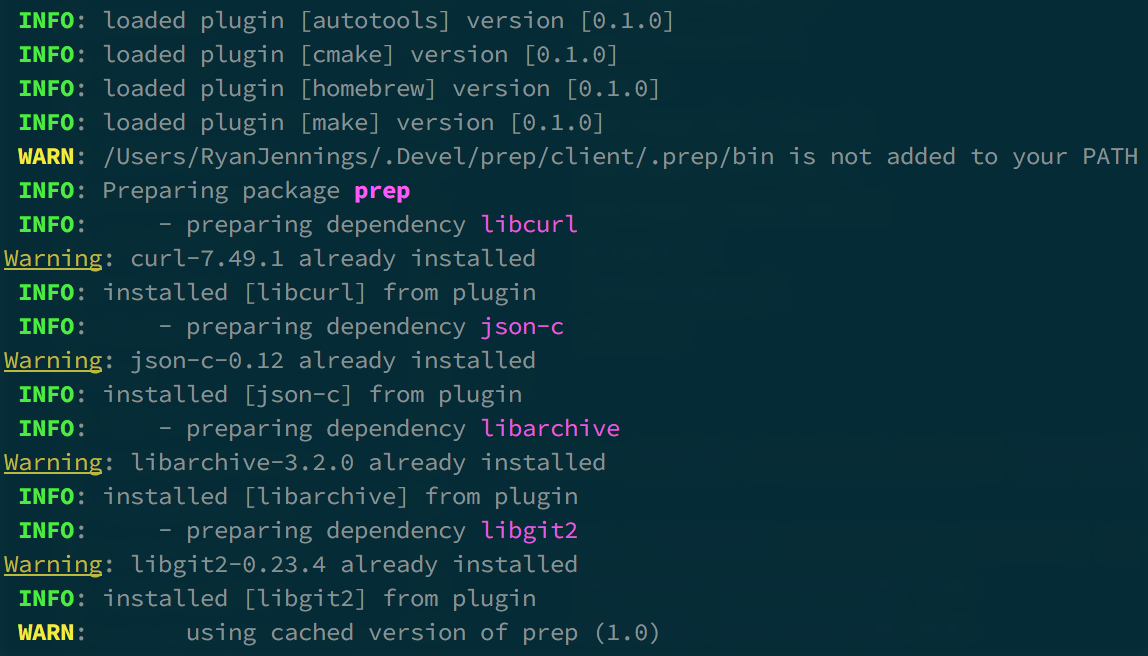 INFO: loaded plugin [autotools] version [0.1.0]
INFO: loaded plugin [cmake] version [0.1.0]
INFO: loaded plugin [homebrew] version [0.1.0]
INFO: loaded plugin [make] version [0.1.0]
WARN: /Users/RyanJennings/.Devel/prep/client/.prep/bin is not added to your PATH
INFO: Preparing package prep
INFO:     - preparing dependency libcurl
Warning: curl-7.49.1 already installed
INFO: installed [libcurl] from plugin
INFO:     - preparing dependency json-c
Warning: json-c-0.12 already installed
INFO: installed [json-c] from plugin
INFO:     - preparing dependency libarchive
Warning: libarchive-3.2.0 already installed
INFO: installed [libarchive] from plugin
INFO:     - preparing dependency libgit2
Warning: libgit2-0.23.4 already installed
INFO: installed [libgit2] from plugin
WARN:       using cached version of prep (1.0)